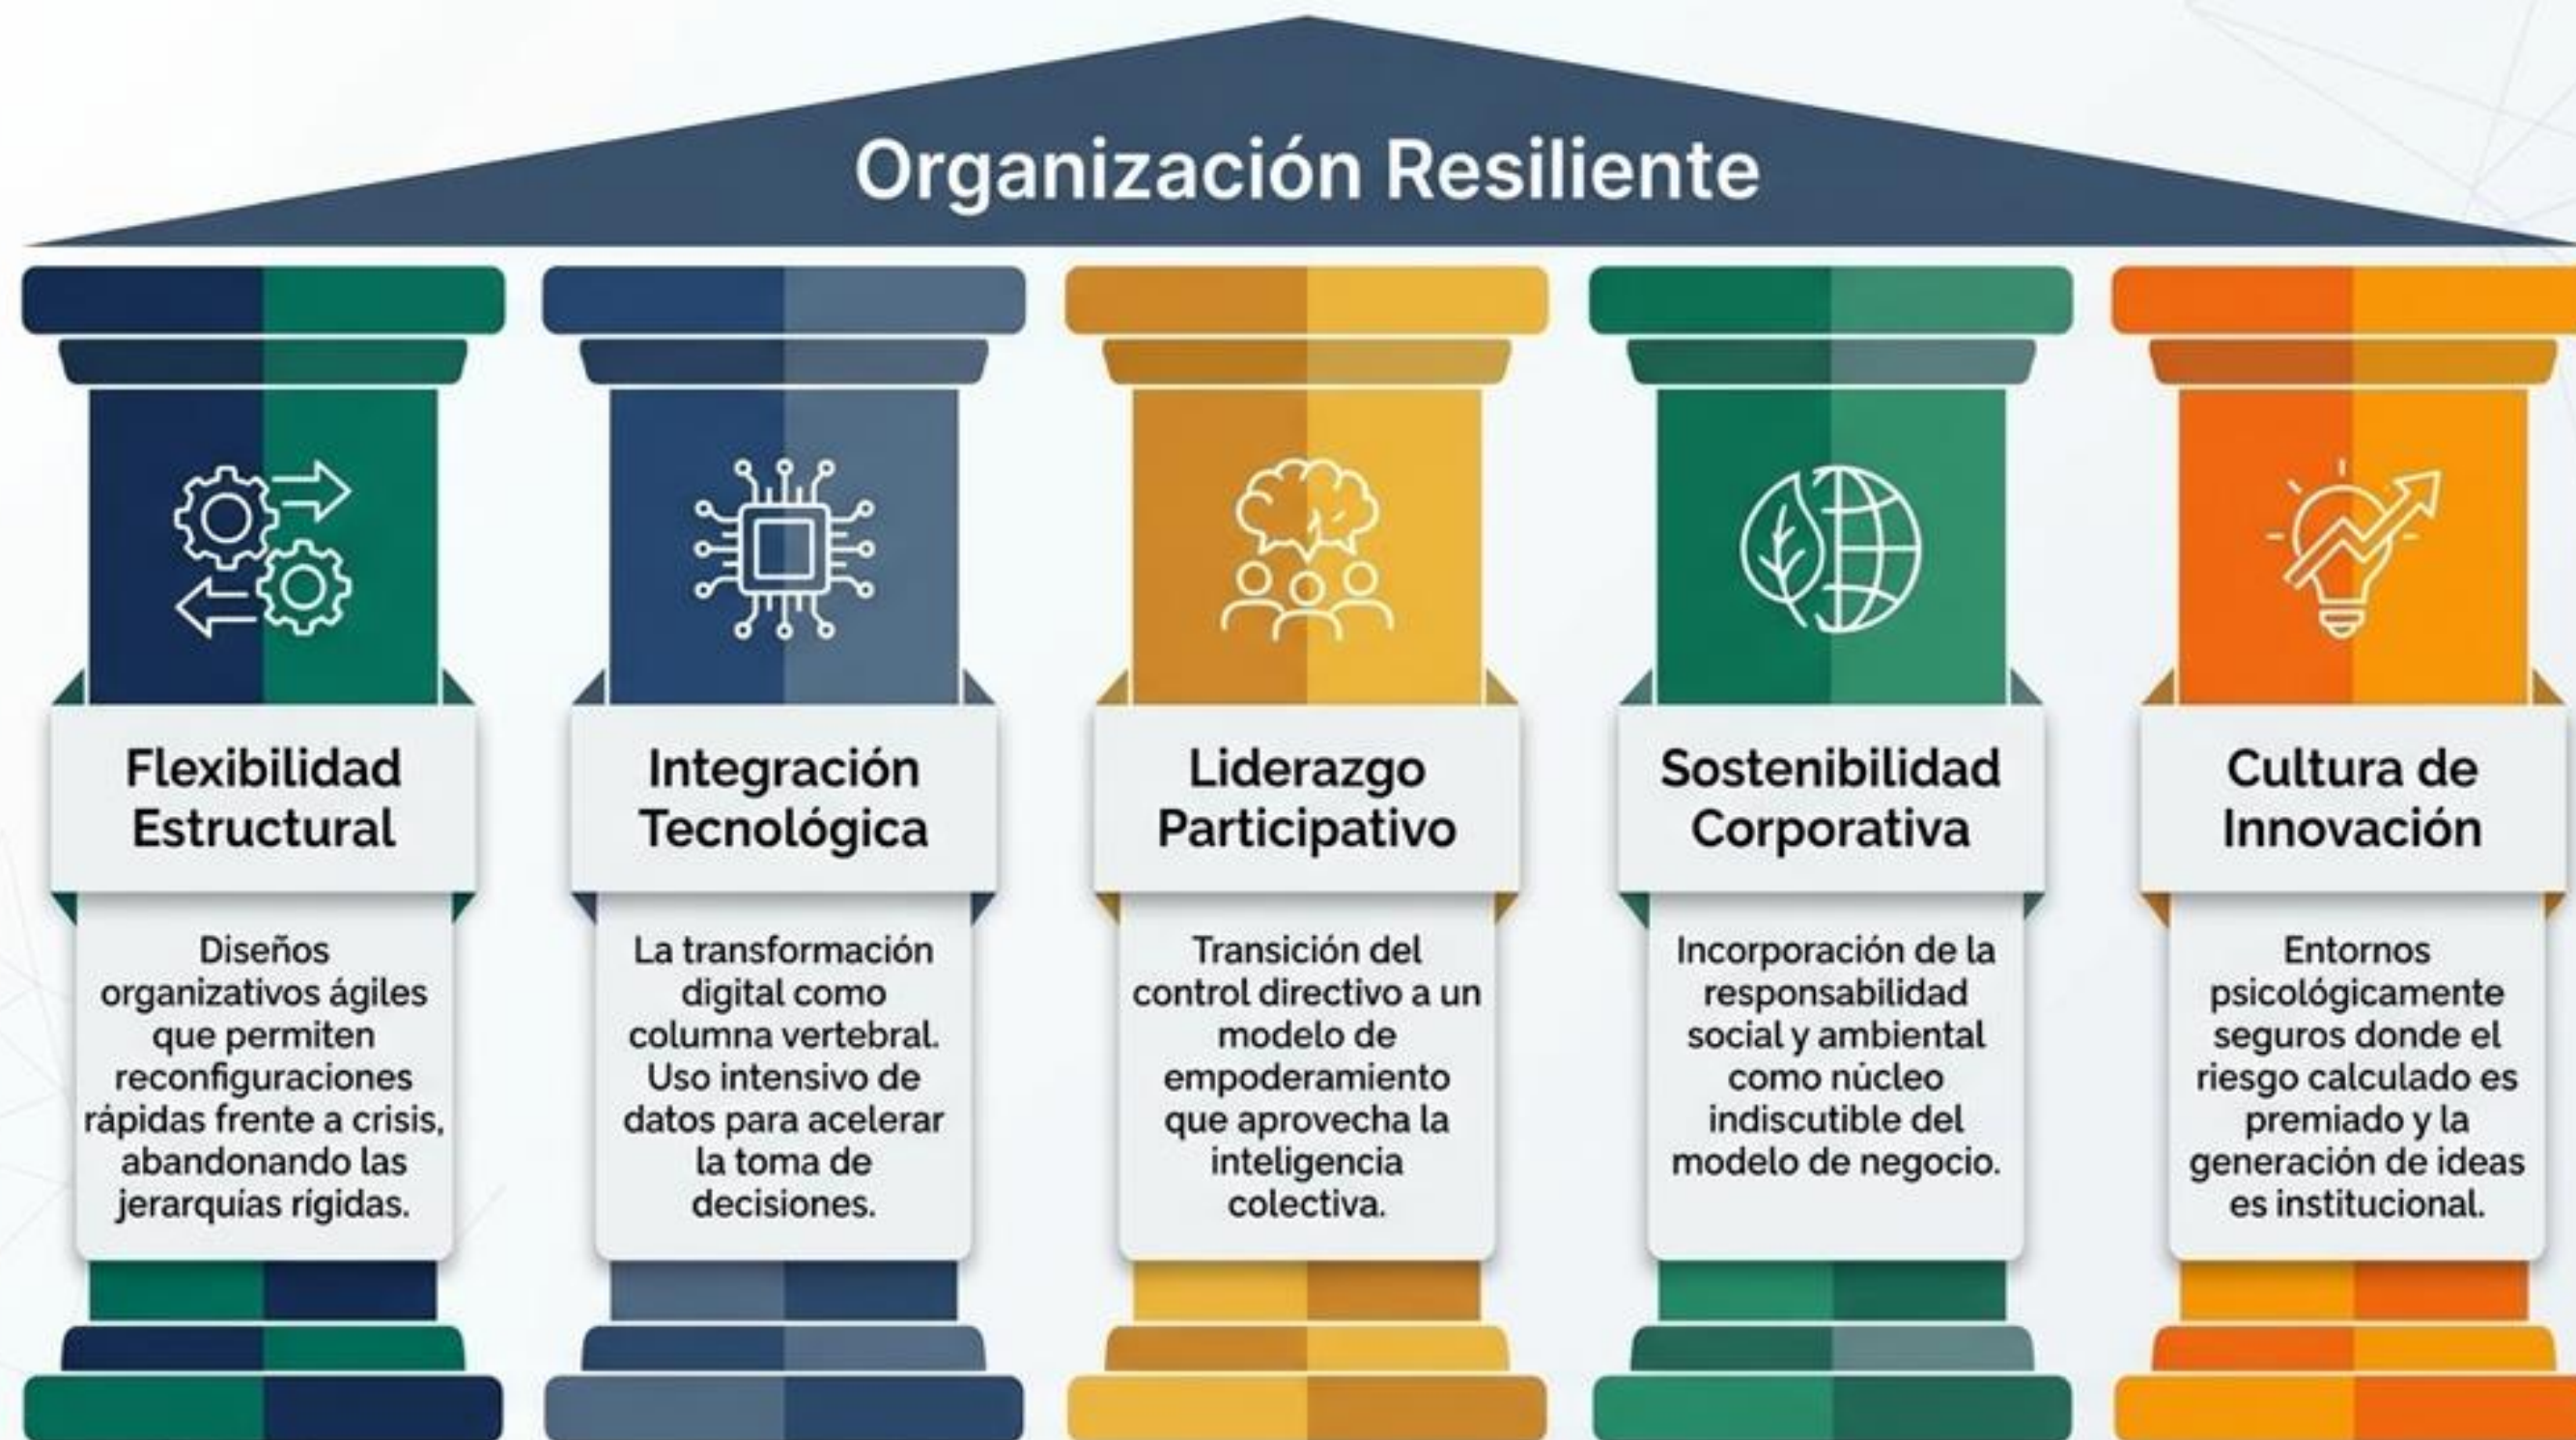 Organización Resiliente
Flexibilidad
Estructural
Diseños
organizativos ágiles
que permiten
reconfiguraciones
rápidas frente a crisis,
abandonando las
jerarquías rígidas.
Integración
Tecnológica
La transformación
digital como
columna vertebral.
Uso intensivo de
datos para acelerar
la toma de
decisiones.
Liderazgo
Participativo
Transición del
control directivo a un
modelo de
empoderamiento
que aprovecha la
inteligencia
colectiva.
Sostenibilidad
Corporativa
Incorporación de la
responsabilidad
social y ambiental
como núcleo
indiscutible del
modelo de negocio.
Cultura de
Innovación
Entornos
psicológicamente
seguros donde el
riesgo calculado es
premiado y la
generación de ideas
es institucional.